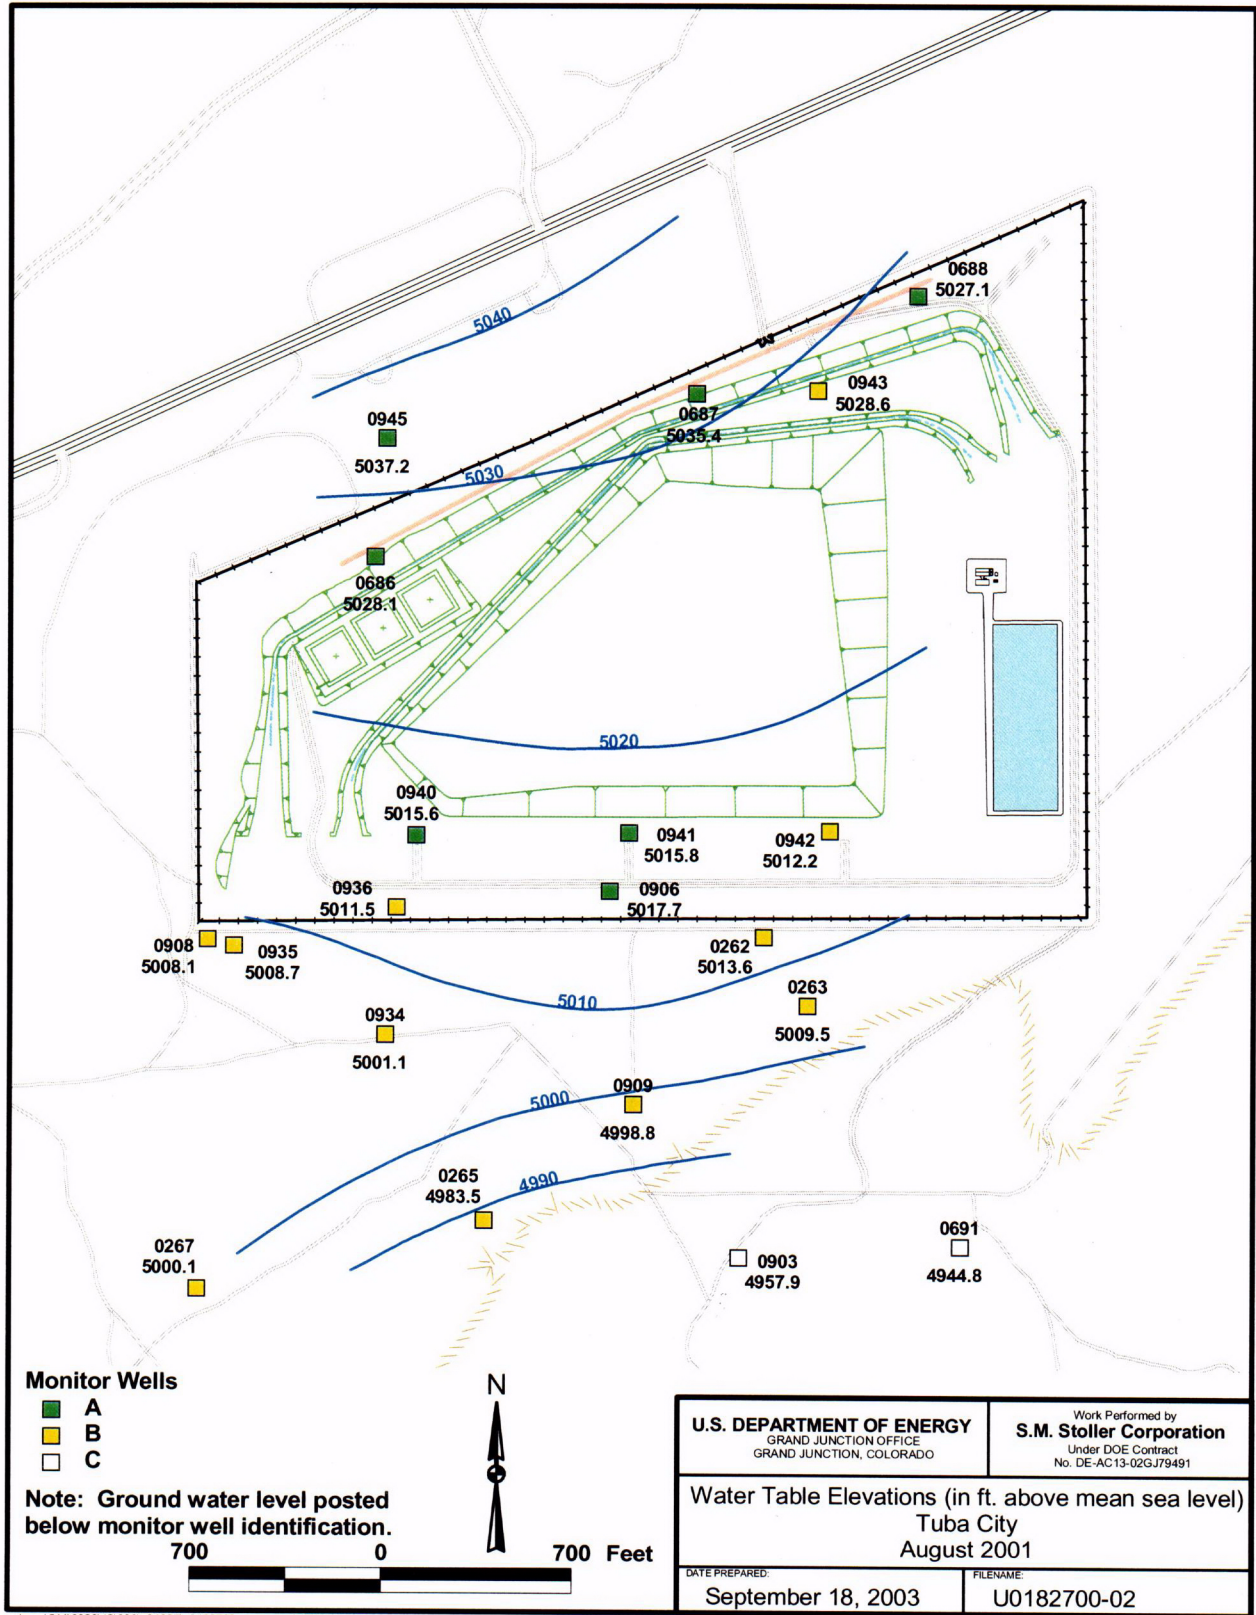 0688
5027.1
5040
0943
5028.6
0687
5035.4
0945
5037.2
5030
0686
5028.1
5020
0940
5015.6
0941
5015.8
0942
5012.2
0936
5011.5
0906
5017.7
0908
5008.1
0935
5008.7
0262
5013.6
5010
0263
5009.5
0934
5001.1
0909
5000
4998.8
0265
4983.5
4990
0267
5000.1
0691
4944.8
0903
4957.9
Monitor Wells
A
B
C
Note: Ground water level posted
below monitor well identification.
N
700 0 700 Feet
U.S. DEPARTMENT OF ENERGY
GRAND JUNCTION OFFICE
GRAND JUNCTION, COLORADO
Work Performed by
S.M. Stoller Corporation
Under DOE Contract
No. DE-AC13-02GJ79491
Water Table Elevations (in ft. above mean sea level)
Tuba City
August 2001
DATE PREPARED:
September 18, 2003
FILENAME:
U0182700-02